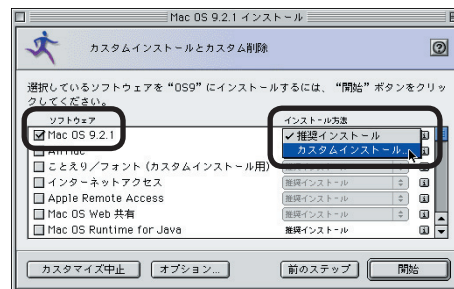 Mac OS 9.2.1 インストール
カスタムインストールとカスタム削除
選択しているソフトウェアを “OS9” にインストールするには、“開始” ボタンをクリックしてください。
ソフトウェア
インストール方法
Mac OS 9.2.1
推奨インストール
カスタムインストール...
ことえり／フォント（カスタムインストール用）
推奨インストール
インターネットアクセス
推奨インストール
Apple Remote Access
推奨インストール
Mac OS Web 共有
推奨インストール
Mac OS Runtime for Java
推奨インストール
カスタマイズ中止
オプション...
前のステップ
開始